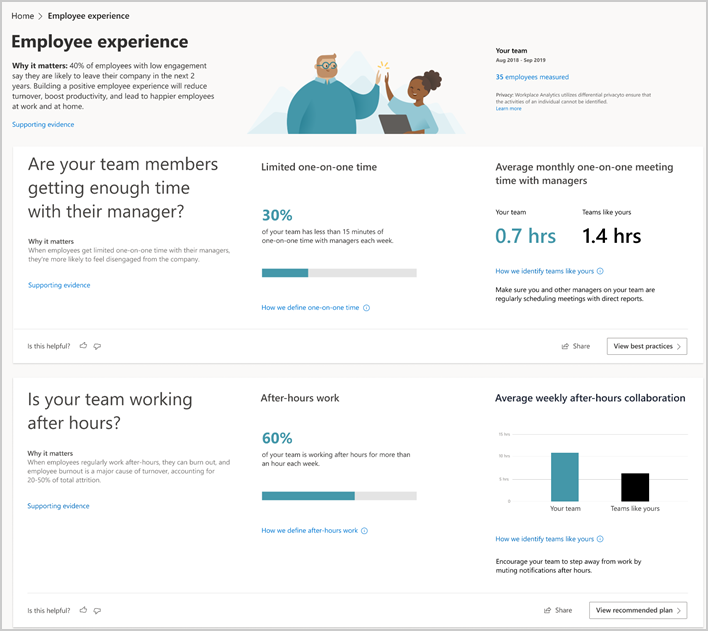 Home > Employee experience
Employee experience
Why it matters: 40% of employees with low engagement
say they are likely to leave their company in the next 2
years. Building a positive employee experience will reduce
turnover, boost productivity, and lead to happier employees
at work and at home.
Supporting evidence
Your team
Aug 2018 - Sep 2019
35 employees measured
Privacy: Workplace Analytics utilizes differential privacyto ensure that
the activities of an individual cannot be identified.
Learn more
Are your team members
getting enough time
with their manager?
Why it matters
When employees get limited one-on-one time with their managers,
they're more likely to feel disengaged from the company.
Supporting evidence
Limited one-on-one time
30%
of your team has less than 15 minutes of
one-on-one time with managers each week.
How we define one-on-one time
Average monthly one-on-one meeting
time with managers
Your team Teams like yours
0.7 hrs 1.4 hrs
How we identify teams like yours
Make sure you and other managers on your team are
regularly scheduling meetings with direct reports.
Is this helpful?
Share
View best practices >
Is your team working
after hours?
Why it matters
When employees regularly work after-hours, they can burn out, and
employee burnout is a major cause of turnover, accounting for
20-50% of total attrition.
Supporting evidence
After-hours work
60%
of your team is working after hours for more than
an hour each week.
How we define after-hours work
Average weekly after-hours collaboration
15 hrs
10 hrs
5 hrs
0
Your team Teams like yours
How we identify teams like yours
Encourage your team to step away from work by
muting notifications after hours.
Is this helpful?
Share
View recommended plan >